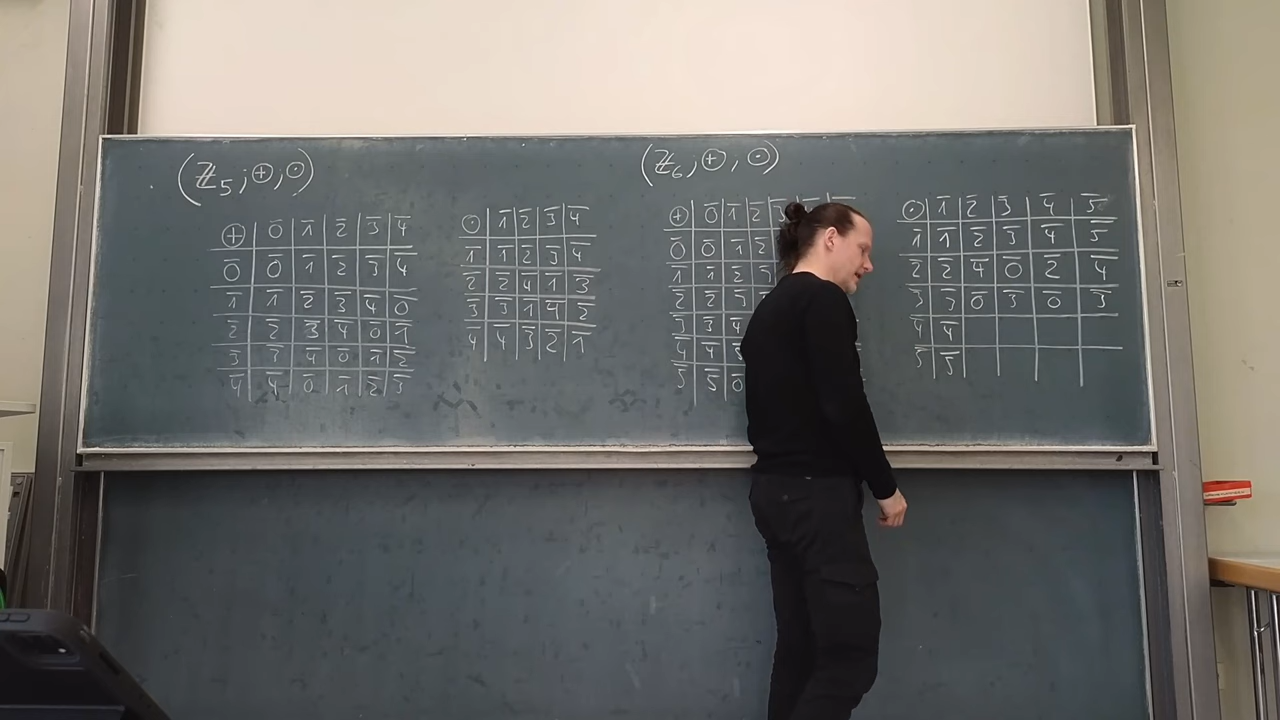 (ℤ₅; ⊕, ⊙)
⊕ 0̄ 1̄ 2̄ 3̄ 4̄
0̄ 0̄ 1̄ 2̄ 3̄ 4̄
1̄ 1̄ 2̄ 3̄ 4̄ 0̄
2̄ 2̄ 3̄ 4̄ 0̄ 1̄
3̄ 3̄ 4̄ 0̄ 1̄ 2̄
4̄ 4̄ 0̄ 1̄ 2̄ 3̄
⊙ 1̄ 2̄ 3̄ 4̄
1̄ 1̄ 2̄ 3̄ 4̄
2̄ 2̄ 4̄ 1̄ 3̄
3̄ 3̄ 1̄ 4̄ 2̄
4̄ 4̄ 3̄ 2̄ 1̄
(ℤ₆; ⊕, ⊙)
⊕ 0̄ 1̄ 2̄ 3̄
0̄ 0̄ 1̄ 2̄
1̄ 1̄ 2̄ 3̄
2̄ 2̄ 3̄
3̄ 3̄ 4̄
4̄ 4̄
5̄ 5̄ 0̄
⊙ 1̄ 2̄ 3̄ 4̄ 5̄
1̄ 1̄ 2̄ 3̄ 4̄ 5̄
2̄ 2̄ 4̄ 0̄ 2̄ 4̄
3̄ 3̄ 0̄ 3̄ 0̄ 3̄
4̄ 4̄
5̄ 5̄